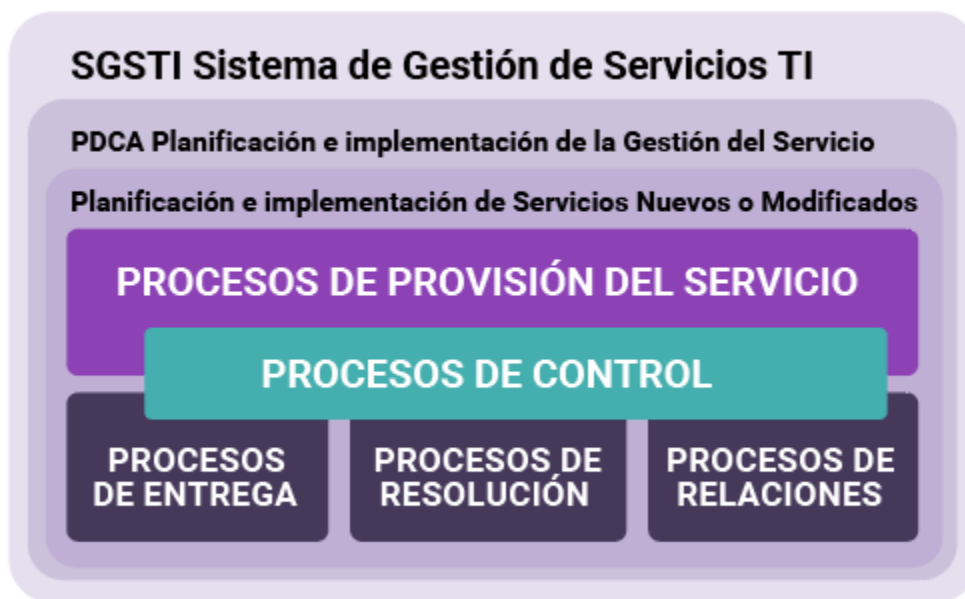 SGSTI Sistema de Gestión de Servicios TI
PDCA Planificación e implementación de la Gestión del Servicio
Planificación e implementación de Servicios Nuevos o Modificados
PROCESOS DE PROVISIÓN DEL SERVICIO
PROCESOS DE CONTROL
PROCESOS
DE ENTREGA
PROCESOS DE
RESOLUCIÓN
PROCESOS DE
RELACIONES